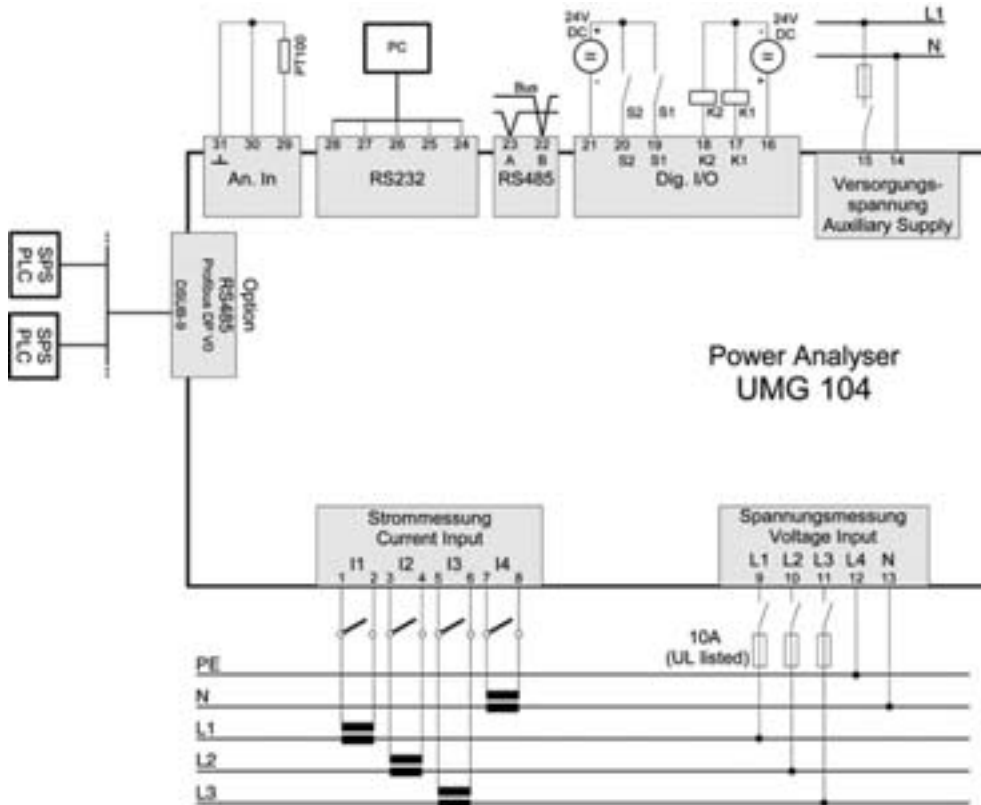 24V
DC
+
-
24V
DC
-
+
L1
N
PT100
PC
Bus
S2
S1
K2
K1
31
30
29
28
27
26
25
24
23
22
21
20
19
18
17
16
15
14
A
B
S2
S1
K2
K1
An. In
RS232
RS485
Dig. I/O
Versorgungs-
spannung
Auxiliary Supply
SPS
PLC
SPS
PLC
Option
RS485
Profibus DP V0
DSUB-9
Power Analyser
UMG 104
Strommessung
Current Input
I1
I2
I3
I4
1
2
3
4
5
6
7
8
Spannungsmessung
Voltage Input
L1
L2
L3
L4
N
9
10
11
12
13
10A
(UL listed)
PE
N
L1
L2
L3